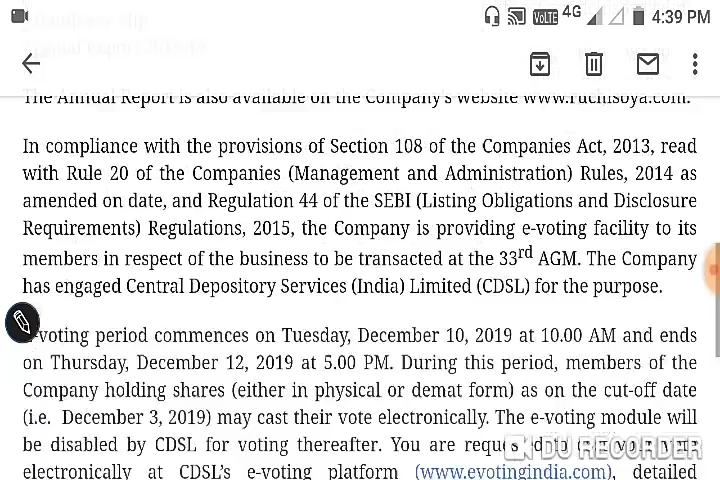 VoLTE 4G 4:39 PM
The Annual Report is also available on the Company's website www.ruchisoya.com.
In compliance with the provisions of Section 108 of the Companies Act, 2013, read
with Rule 20 of the Companies (Management and Administration) Rules, 2014 as
amended on date, and Regulation 44 of the SEBI (Listing Obligations and Disclosure
Requirements) Regulations, 2015, the Company is providing e-voting facility to its
members in respect of the business to be transacted at the 33rd AGM. The Company
has engaged Central Depository Services (India) Limited (CDSL) for the purpose.
-voting period commences on Tuesday, December 10, 2019 at 10.00 AM and ends
on Thursday, December 12, 2019 at 5.00 PM. During this period, members of the
Company holding shares (either in physical or demat form) as on the cut-off date
(i.e. December 3, 2019) may cast their vote electronically. The e-voting module will
be disabled by CDSL for voting thereafter. You are
DU RECORDER
electronically at CDSL's e-voting platform (www.evotingindia.com), detailed